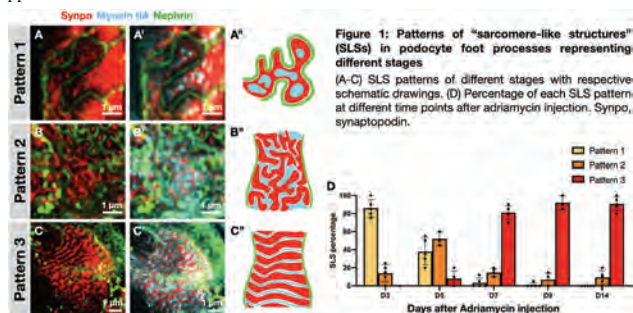 Synpo Myosin IIA Nephrin
Pattern 1
A
A'
A"
1 µm
1 µm
Pattern 2
B
B'
B"
1 µm
1 µm
Pattern 3
C
C'
C"
1 µm
1 µm
Figure 1: Patterns of “sarcomere-like structures”
(SLSs) in podocyte foot processes representing
different stages
(A-C) SLS patterns of different stages with respective
schematic drawings. (D) Percentage of each SLS pattern
at different time points after adriamycin injection. Synpo,
synaptopodin.
Pattern 1
Pattern 2
Pattern 3
D
SLS percentage
100
80
60
40
20
0
D3
D5
D7
D9
D14
Days after Adriamycin injection